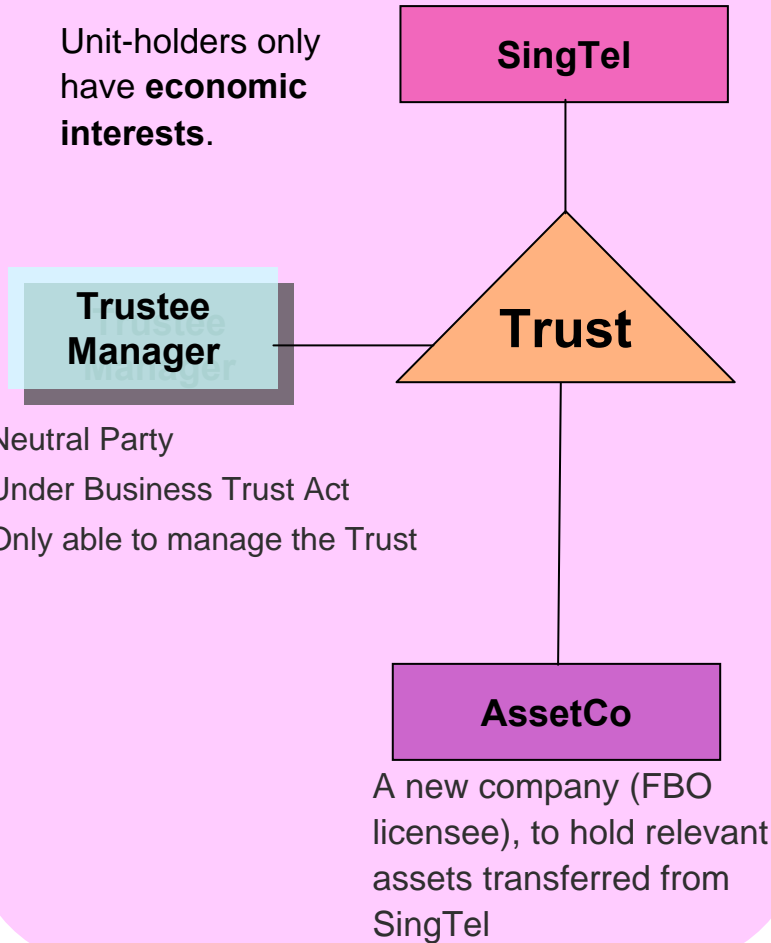 Unit-holders only
have economic
interests.
SingTel
Trustee
Manager
Trust
Neutral Party
Under Business Trust Act
Only able to manage the Trust
AssetCo
A new company (FBO
licensee), to hold relevant
assets transferred from
SingTel